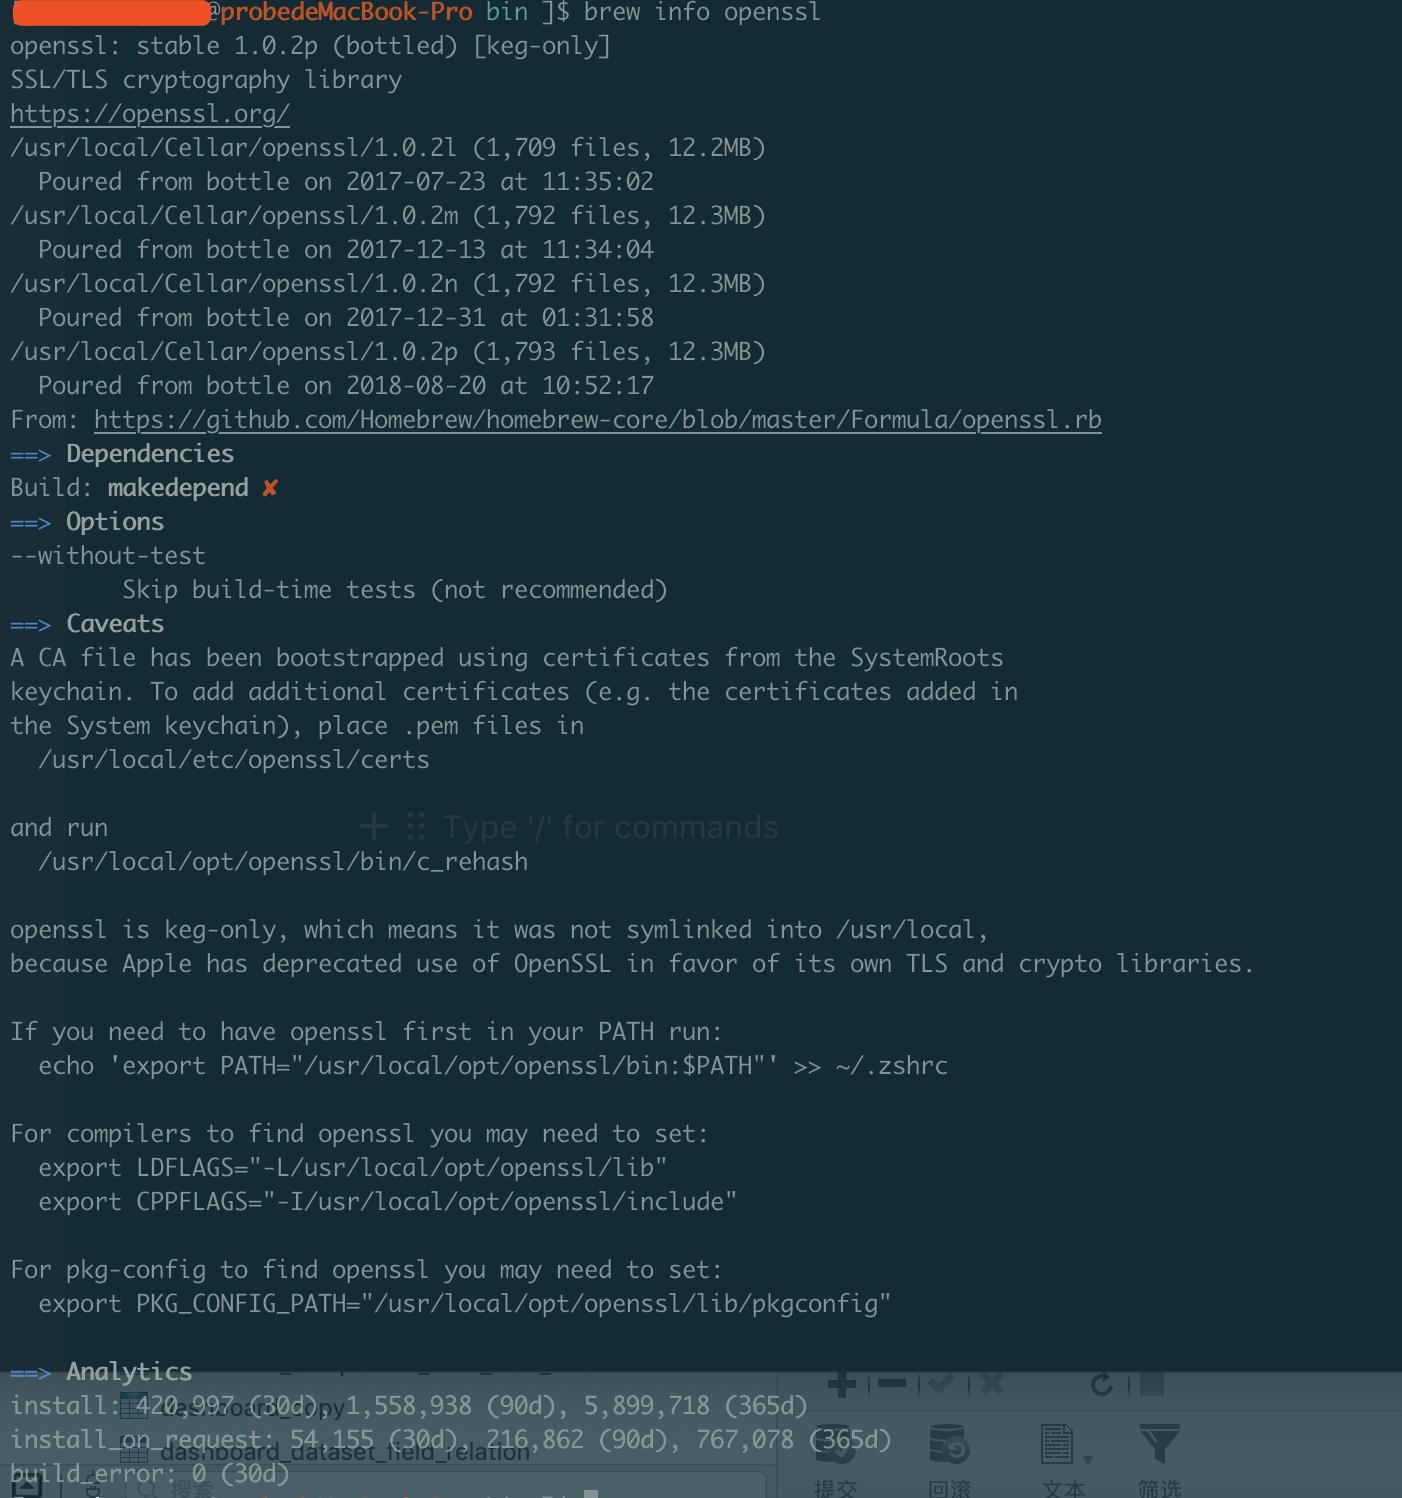 @probedeMacBook-Pro bin ]$ brew info openssl
openssl: stable 1.0.2p (bottled) [keg-only]
SSL/TLS cryptography library
https://openssl.org/
/usr/local/Cellar/openssl/1.0.2l (1,709 files, 12.2MB)
  Poured from bottle on 2017-07-23 at 11:35:02
/usr/local/Cellar/openssl/1.0.2m (1,792 files, 12.3MB)
  Poured from bottle on 2017-12-13 at 11:34:04
/usr/local/Cellar/openssl/1.0.2n (1,792 files, 12.3MB)
  Poured from bottle on 2017-12-31 at 01:31:58
/usr/local/Cellar/openssl/1.0.2p (1,793 files, 12.3MB)
  Poured from bottle on 2018-08-20 at 10:52:17
From: https://github.com/Homebrew/homebrew-core/blob/master/Formula/openssl.rb
==> Dependencies
Build: makedepend ✘
==> Options
--without-test
        Skip build-time tests (not recommended)
==> Caveats
A CA file has been bootstrapped using certificates from the SystemRoots
keychain. To add additional certificates (e.g. the certificates added in
the System keychain), place .pem files in
  /usr/local/etc/openssl/certs
and run
Type '/' for commands
  /usr/local/opt/openssl/bin/c_rehash
openssl is keg-only, which means it was not symlinked into /usr/local,
because Apple has deprecated use of OpenSSL in favor of its own TLS and crypto libraries.
If you need to have openssl first in your PATH run:
  echo 'export PATH="/usr/local/opt/openssl/bin:$PATH"' >> ~/.zshrc
For compilers to find openssl you may need to set:
  export LDFLAGS="-L/usr/local/opt/openssl/lib"
  export CPPFLAGS="-I/usr/local/opt/openssl/include"
For pkg-config to find openssl you may need to set:
  export PKG_CONFIG_PATH="/usr/local/opt/openssl/lib/pkgconfig"
==> Analytics
install: 420,997 (30d), 1,558,938 (90d), 5,899,718 (365d)
dashboard_copy
install_on_request: 54,155 (30d), 216,862 (90d), 767,078 (365d)
dashboard_dataset_field_relation
build_error: 0 (30d)
搜索
提交 回滚 文本 筛选